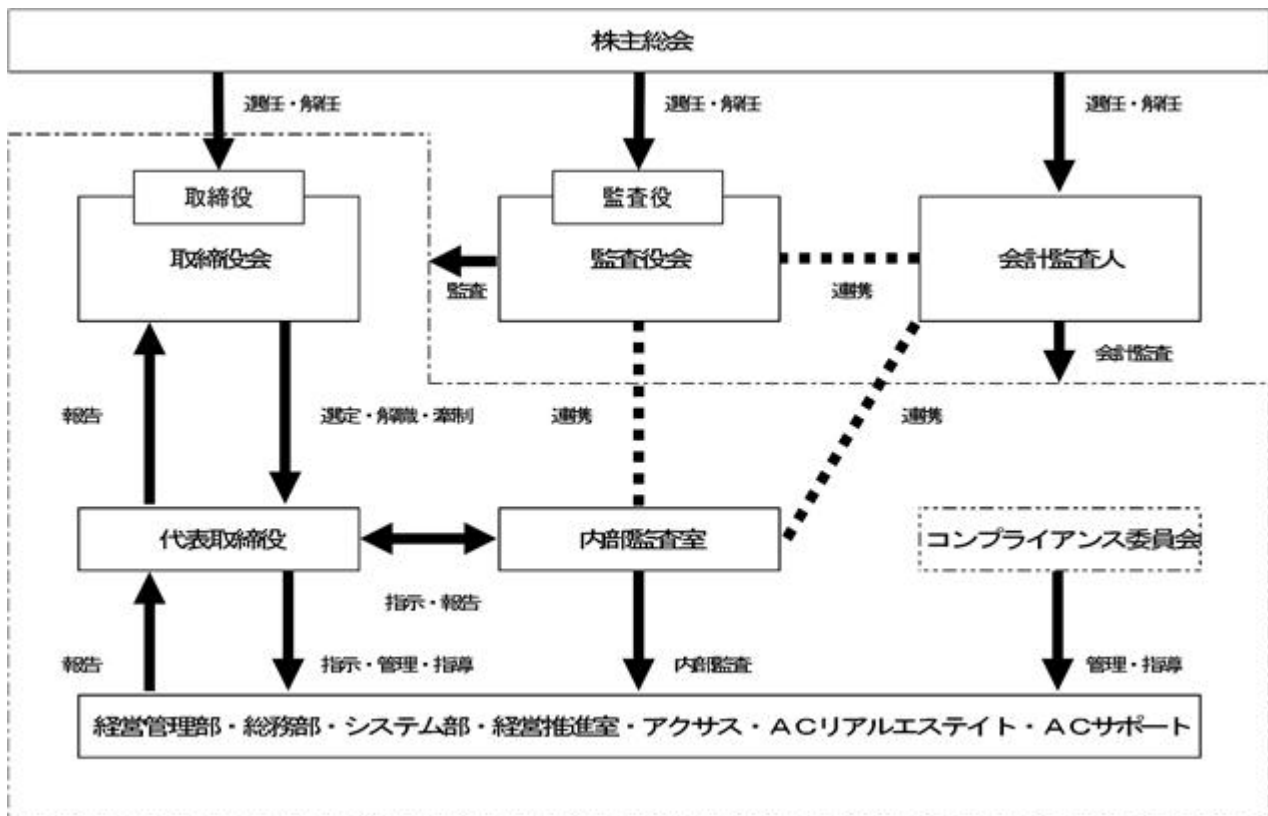 株主総会
選任・解任
選任・解任
選任・解任
取締役
監査役
取締役会
監査役会
会計監査人
監査
連携
会計監査
報告
選定・解職・牽制
連携
連携
代表取締役
内部監査室
コンプライアンス委員会
指示・報告
報告
指示・管理・指導
内部監査
管理・指導
経営管理部・総務部・システム部・経営推進室・アクサス・ＡＣリアルエステイト・ＡＣサポート